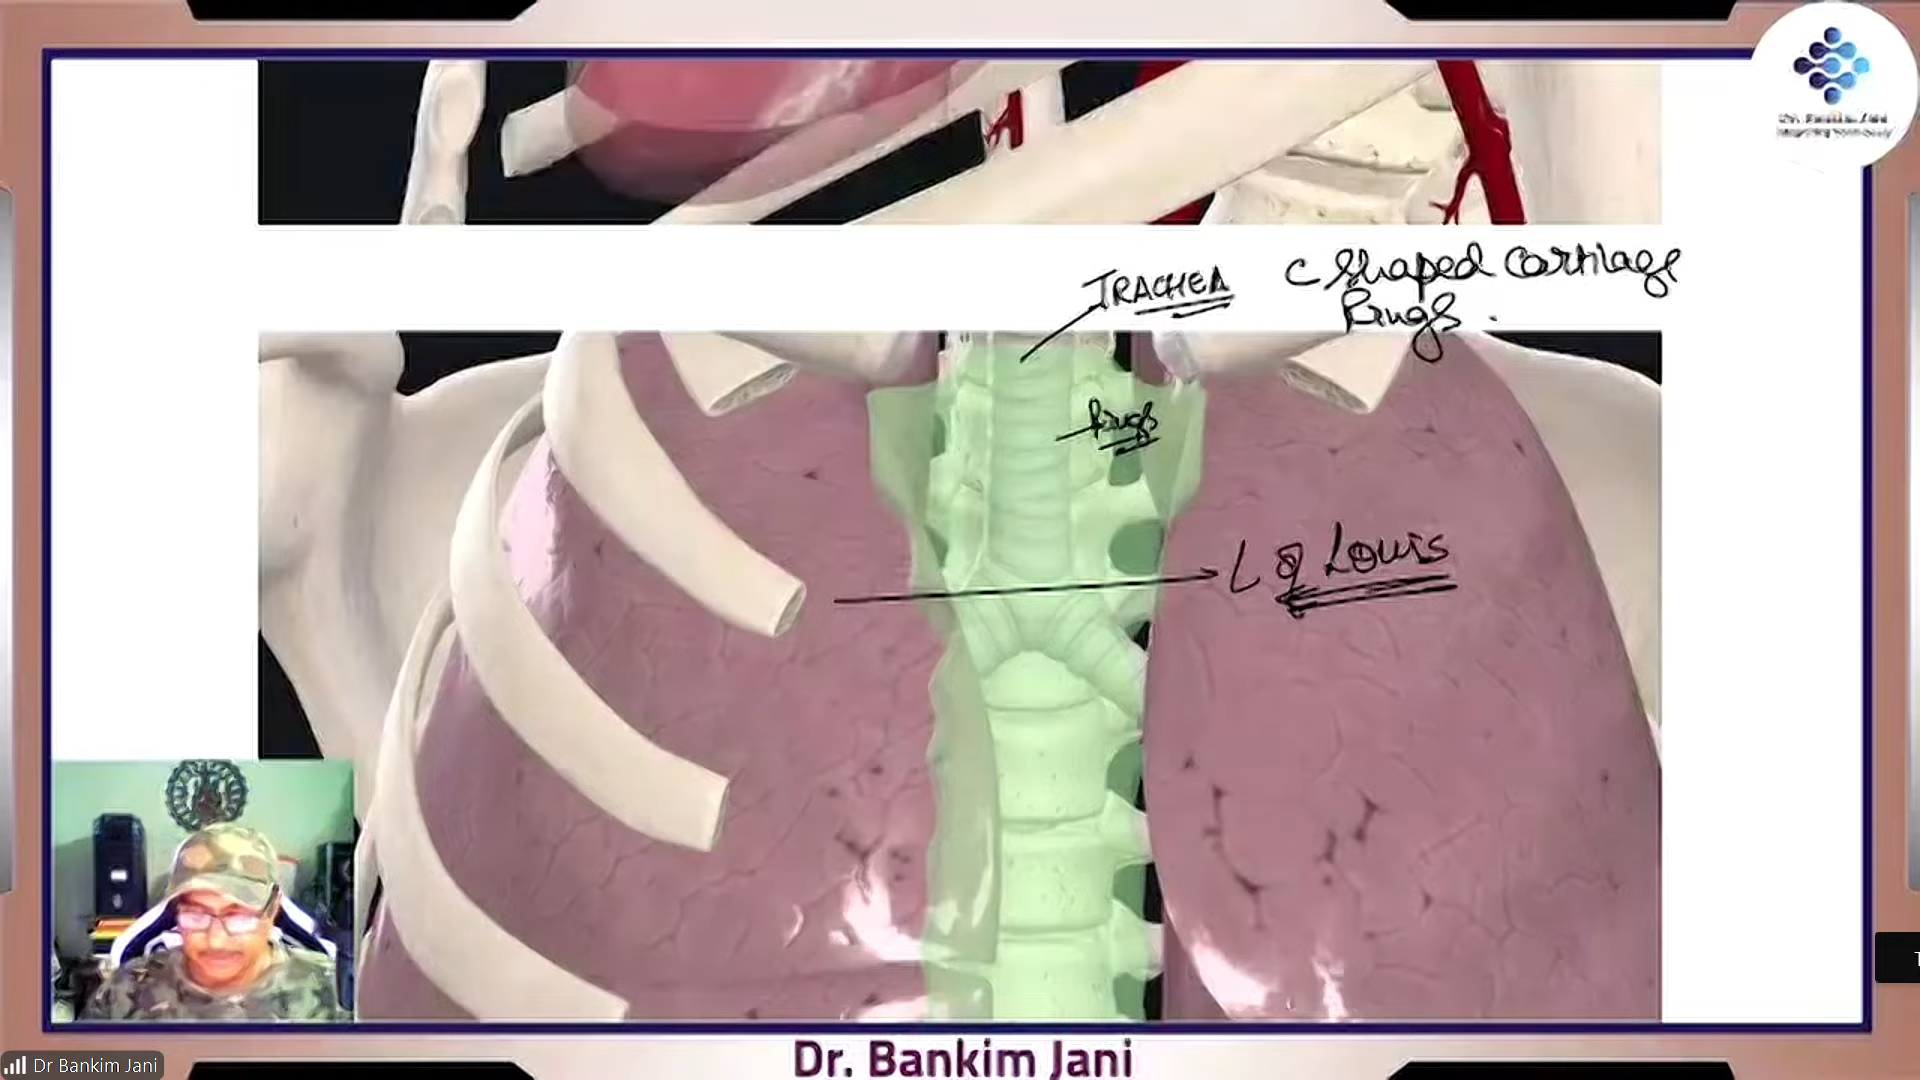 TRACHEA
C Shaped Cartilage
Rings.
Rings
L of Louis
Dr Bankim Jani
Dr. Bankim Jani